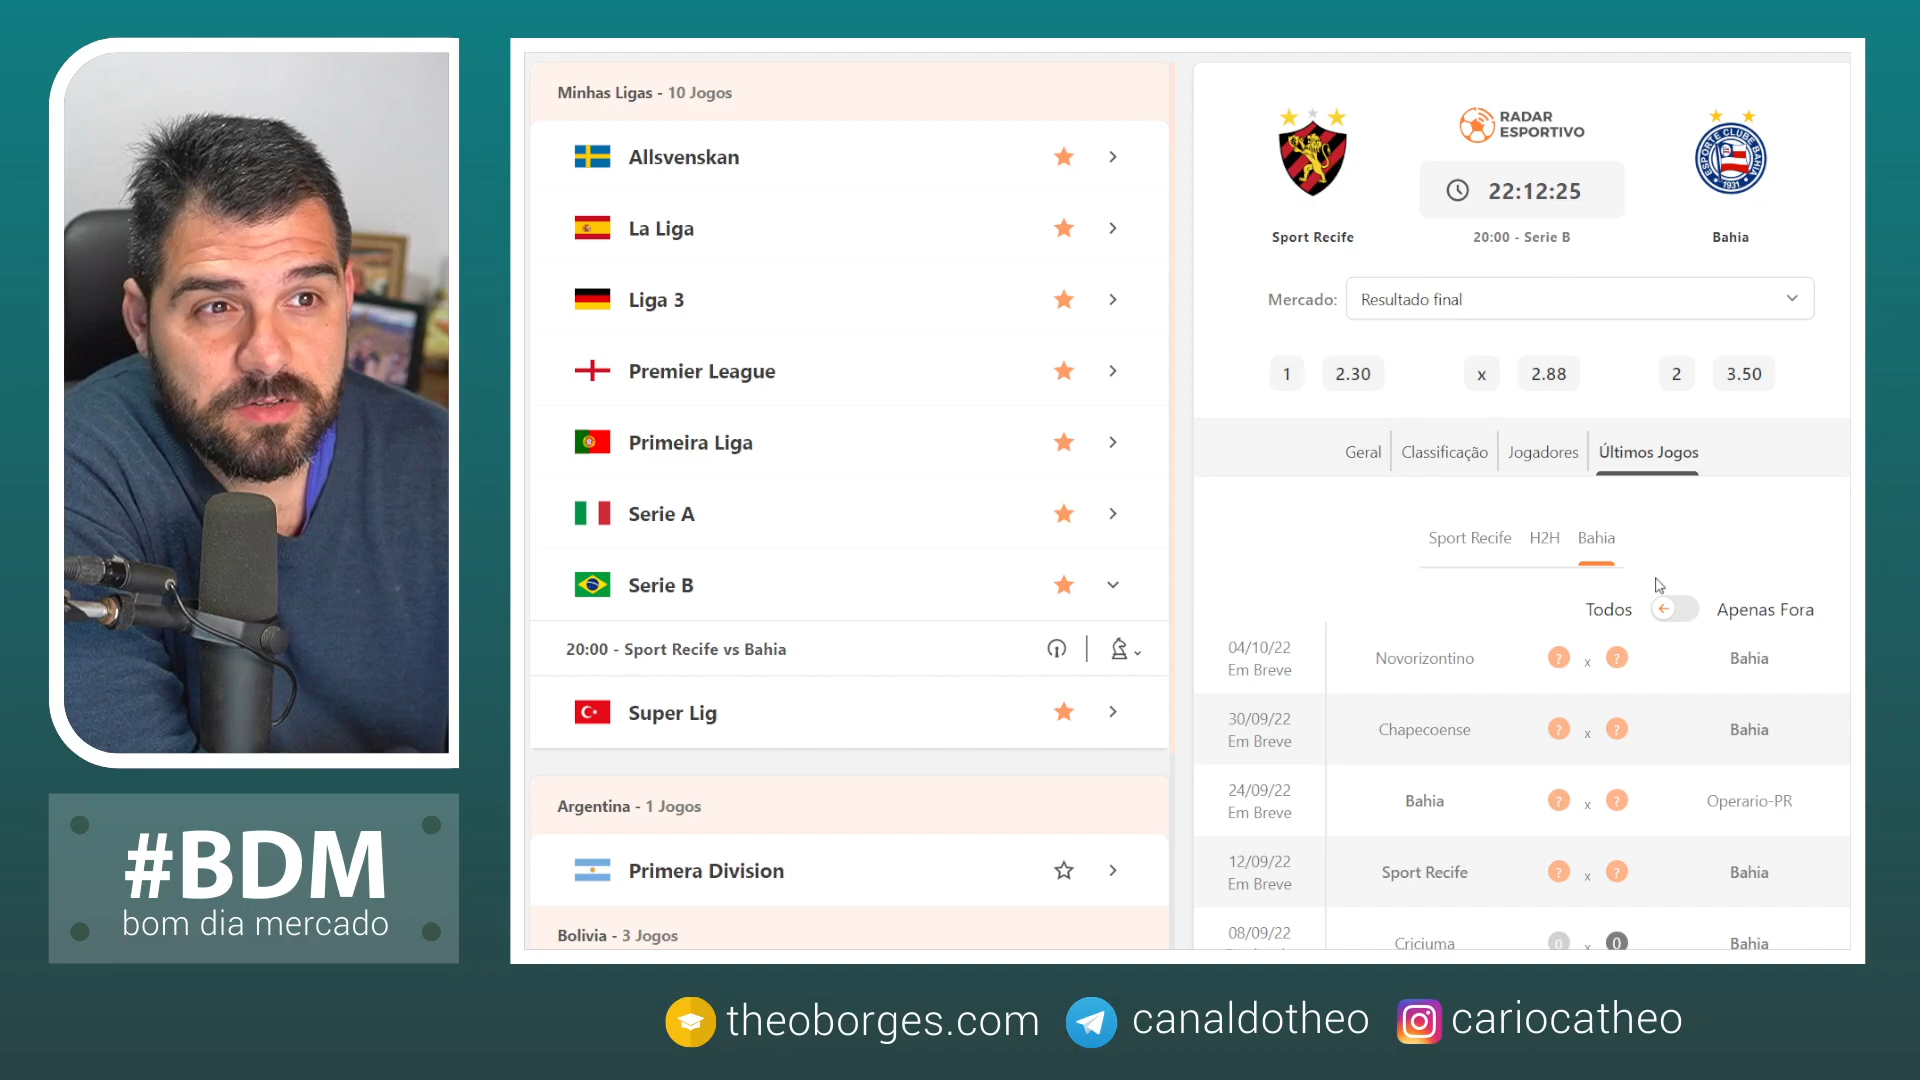 Minhas Ligas - 10 Jogos
Allsvenskan
La Liga
Liga 3
Premier League
Primeira Liga
Serie A
Serie B
20:00 - Sport Recife vs Bahia
Super Lig
Argentina - 1 Jogos
Primera Division
Bolivia - 3 Jogos
RADAR
ESPORTIVO
ESPORTE CLUBE BAHIA
1931
22:12:25
Sport Recife
20:00 - Serie B
Bahia
Mercado: Resultado final
1 2.30 x 2.88 2 3.50
Geral Classificação Jogadores Últimos Jogos
Sport Recife H2H Bahia
Todos Apenas Fora
04/10/22
Em Breve
Novorizontino ? x ? Bahia
30/09/22
Em Breve
Chapecoense ? x ? Bahia
24/09/22
Em Breve
Bahia ? x ? Operario-PR
12/09/22
Em Breve
Sport Recife ? x ? Bahia
08/09/22
Criciuma 0 x 0 Bahia
#BDM
bom dia mercado
theoborges.com canaldotheo cariocatheo